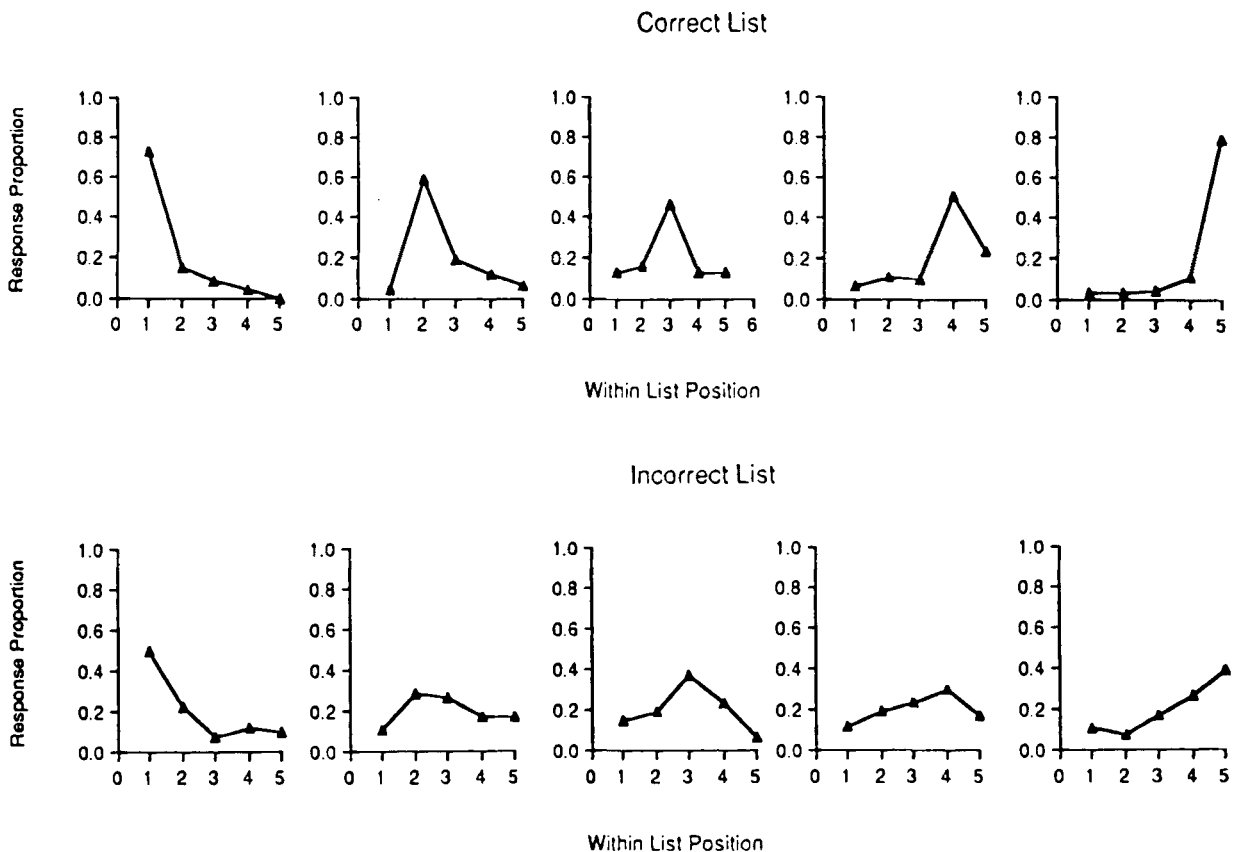 Correct List
Response Proportion
1.0 1.0 1.0 1.0 1.0
0.8 0.8 0.8 0.8 0.8
0.6 0.6 0.6 0.6 0.6
0.4 0.4 0.4 0.4 0.4
0.2 0.2 0.2 0.2 0.2
0.0 0.0 0.0 0.0 0.0
0 1 2 3 4 5 0 1 2 3 4 5 0 1 2 3 4 5 6 0 1 2 3 4 5 0 1 2 3 4 5
Within List Position
Incorrect List
Response Proportion
1.0 1.0 1.0 1.0 1.0
0.8 0.8 0.8 0.8 0.8
0.6 0.6 0.6 0.6 0.6
0.4 0.4 0.4 0.4 0.4
0.2 0.2 0.2 0.2 0.2
0.0 0.0 0.0 0.0 0.0
0 1 2 3 4 5 0 1 2 3 4 5 0 1 2 3 4 5 0 1 2 3 4 5 0 1 2 3 4 5
Within List Position